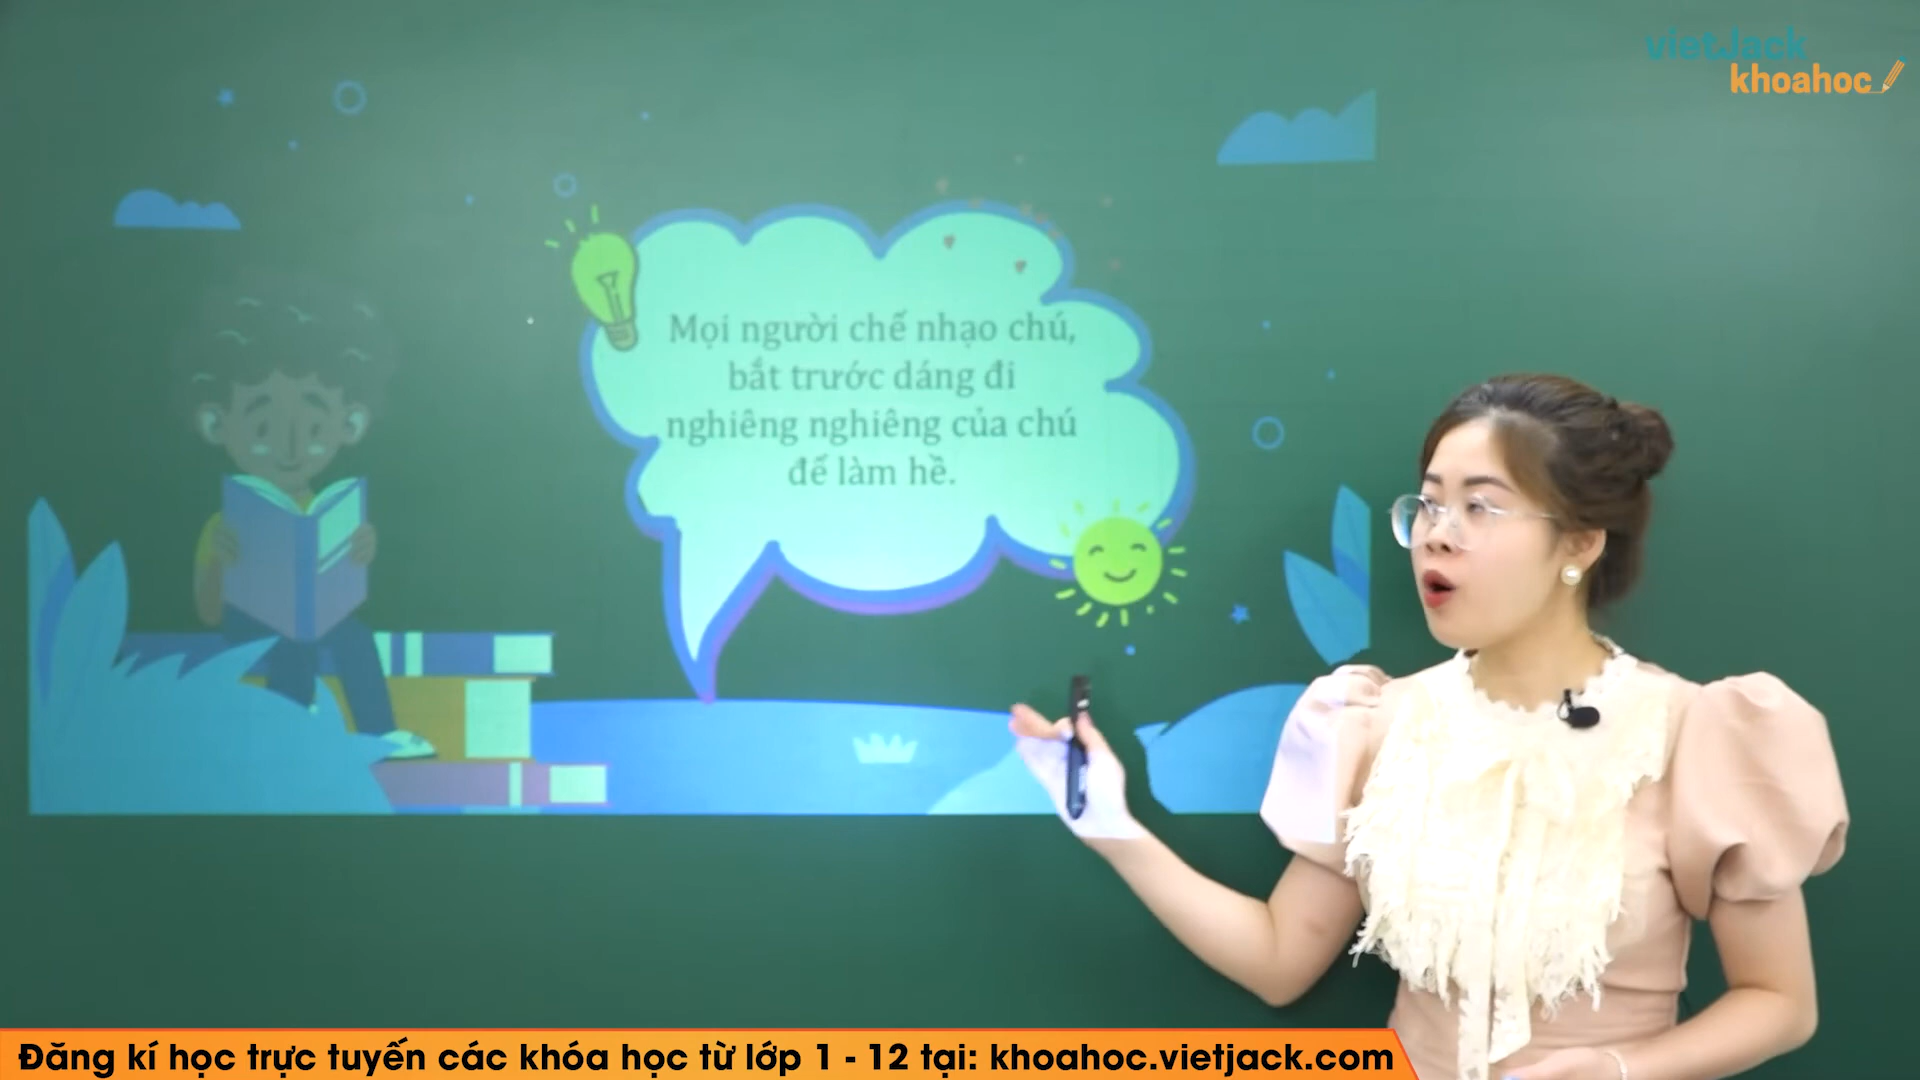 vietJack
khoahoc
Mọi người chế nhạo chú,
bắt trước dáng đi
nghiêng nghiêng của chú
để làm hề.
Đăng kí học trực tuyến các khóa học từ lớp 1 - 12 tại: khoahoc.vietjack.com